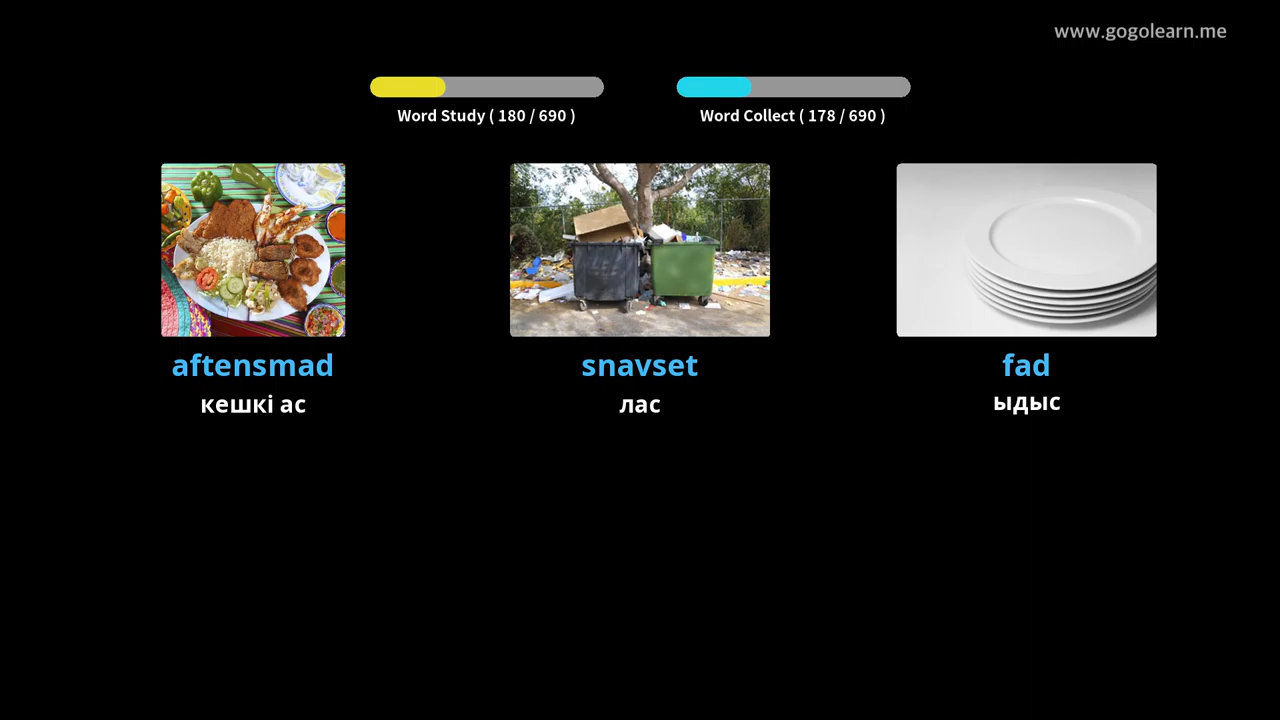 www.gogolearn.me
Word Study ( 180 / 690 )
Word Collect ( 178 / 690 )
aftensmad
кешкі ас
snavset
лас
fad
ыдыс